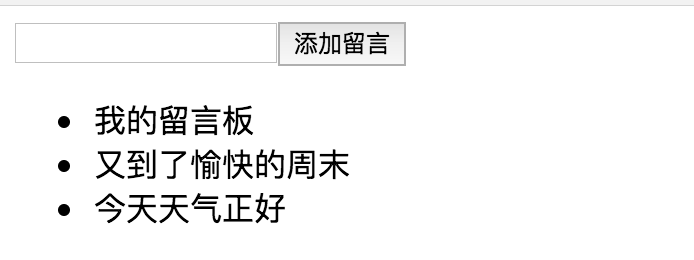 添加留言
我的留言板
又到了愉快的周末
今天天气正好